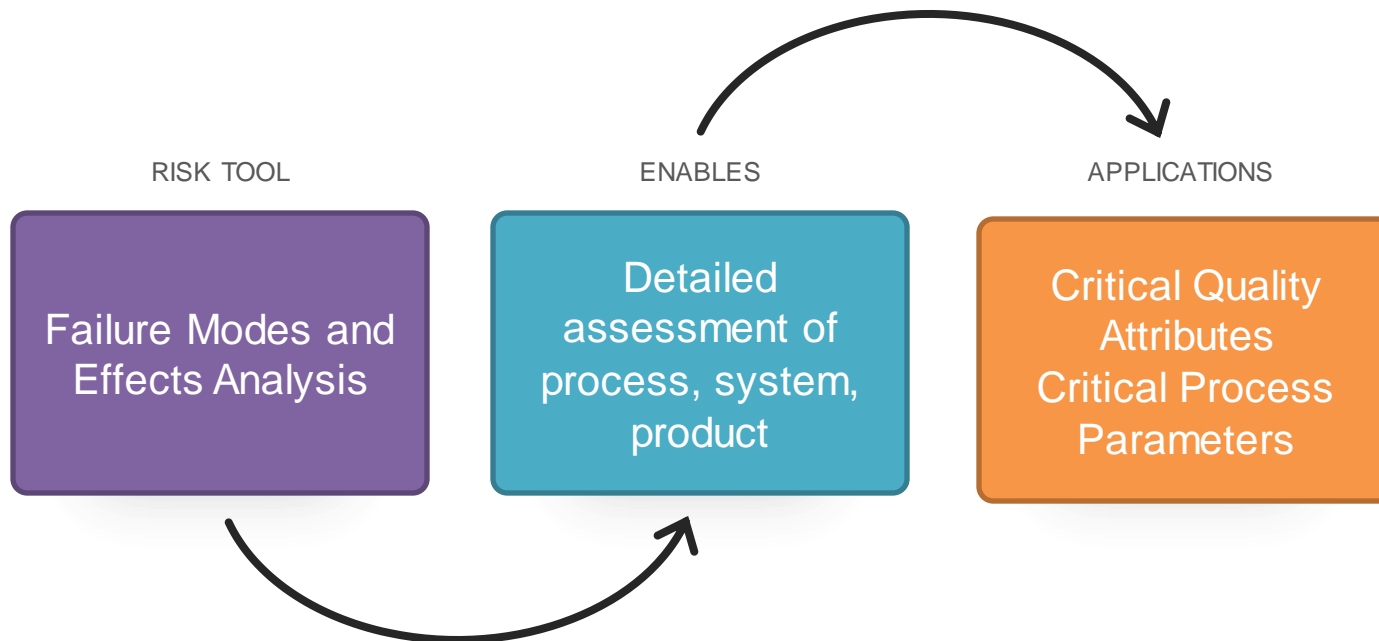 RISK TOOL
Failure Modes and
Effects Analysis
ENABLES
Detailed
assessment of
process, system,
product
APPLICATIONS
Critical Quality
Attributes
Critical Process
Parameters